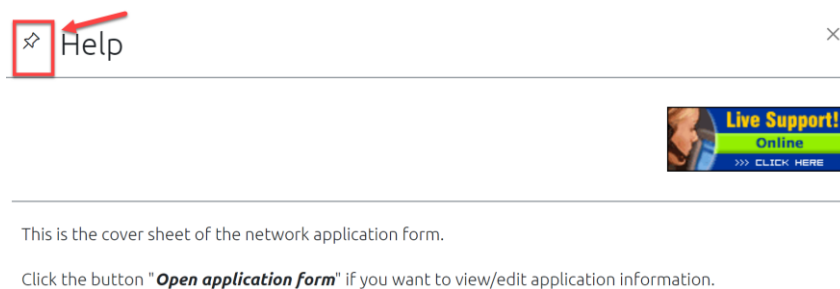 Help
Live Support!
Online
>>> CLICK HERE
This is the cover sheet of the network application form.
Click the button "Open application form" if you want to view/edit application information.